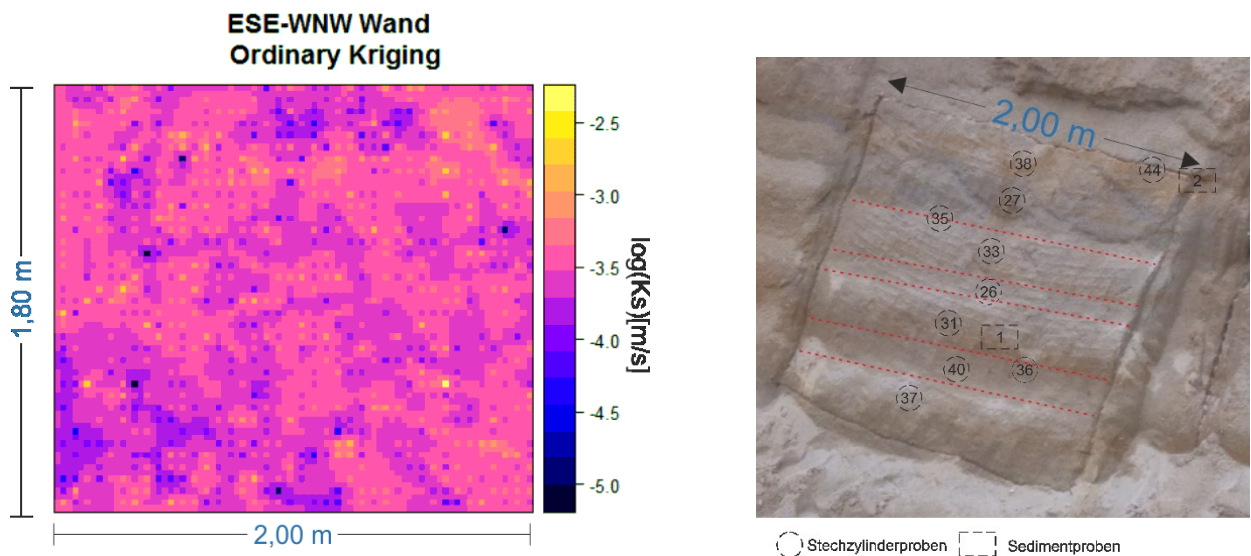 ESE-WNW Wand
Ordinary Kriging
1,80 m
2,00 m
-2.5
-3.0
-3.5
-4.0
-4.5
-5.0
log(Ks)[m/s]
2,00 m
38
44
2
27
35
33
26
31
1
40
36
37
Stechzylinderproben
Sedimentproben